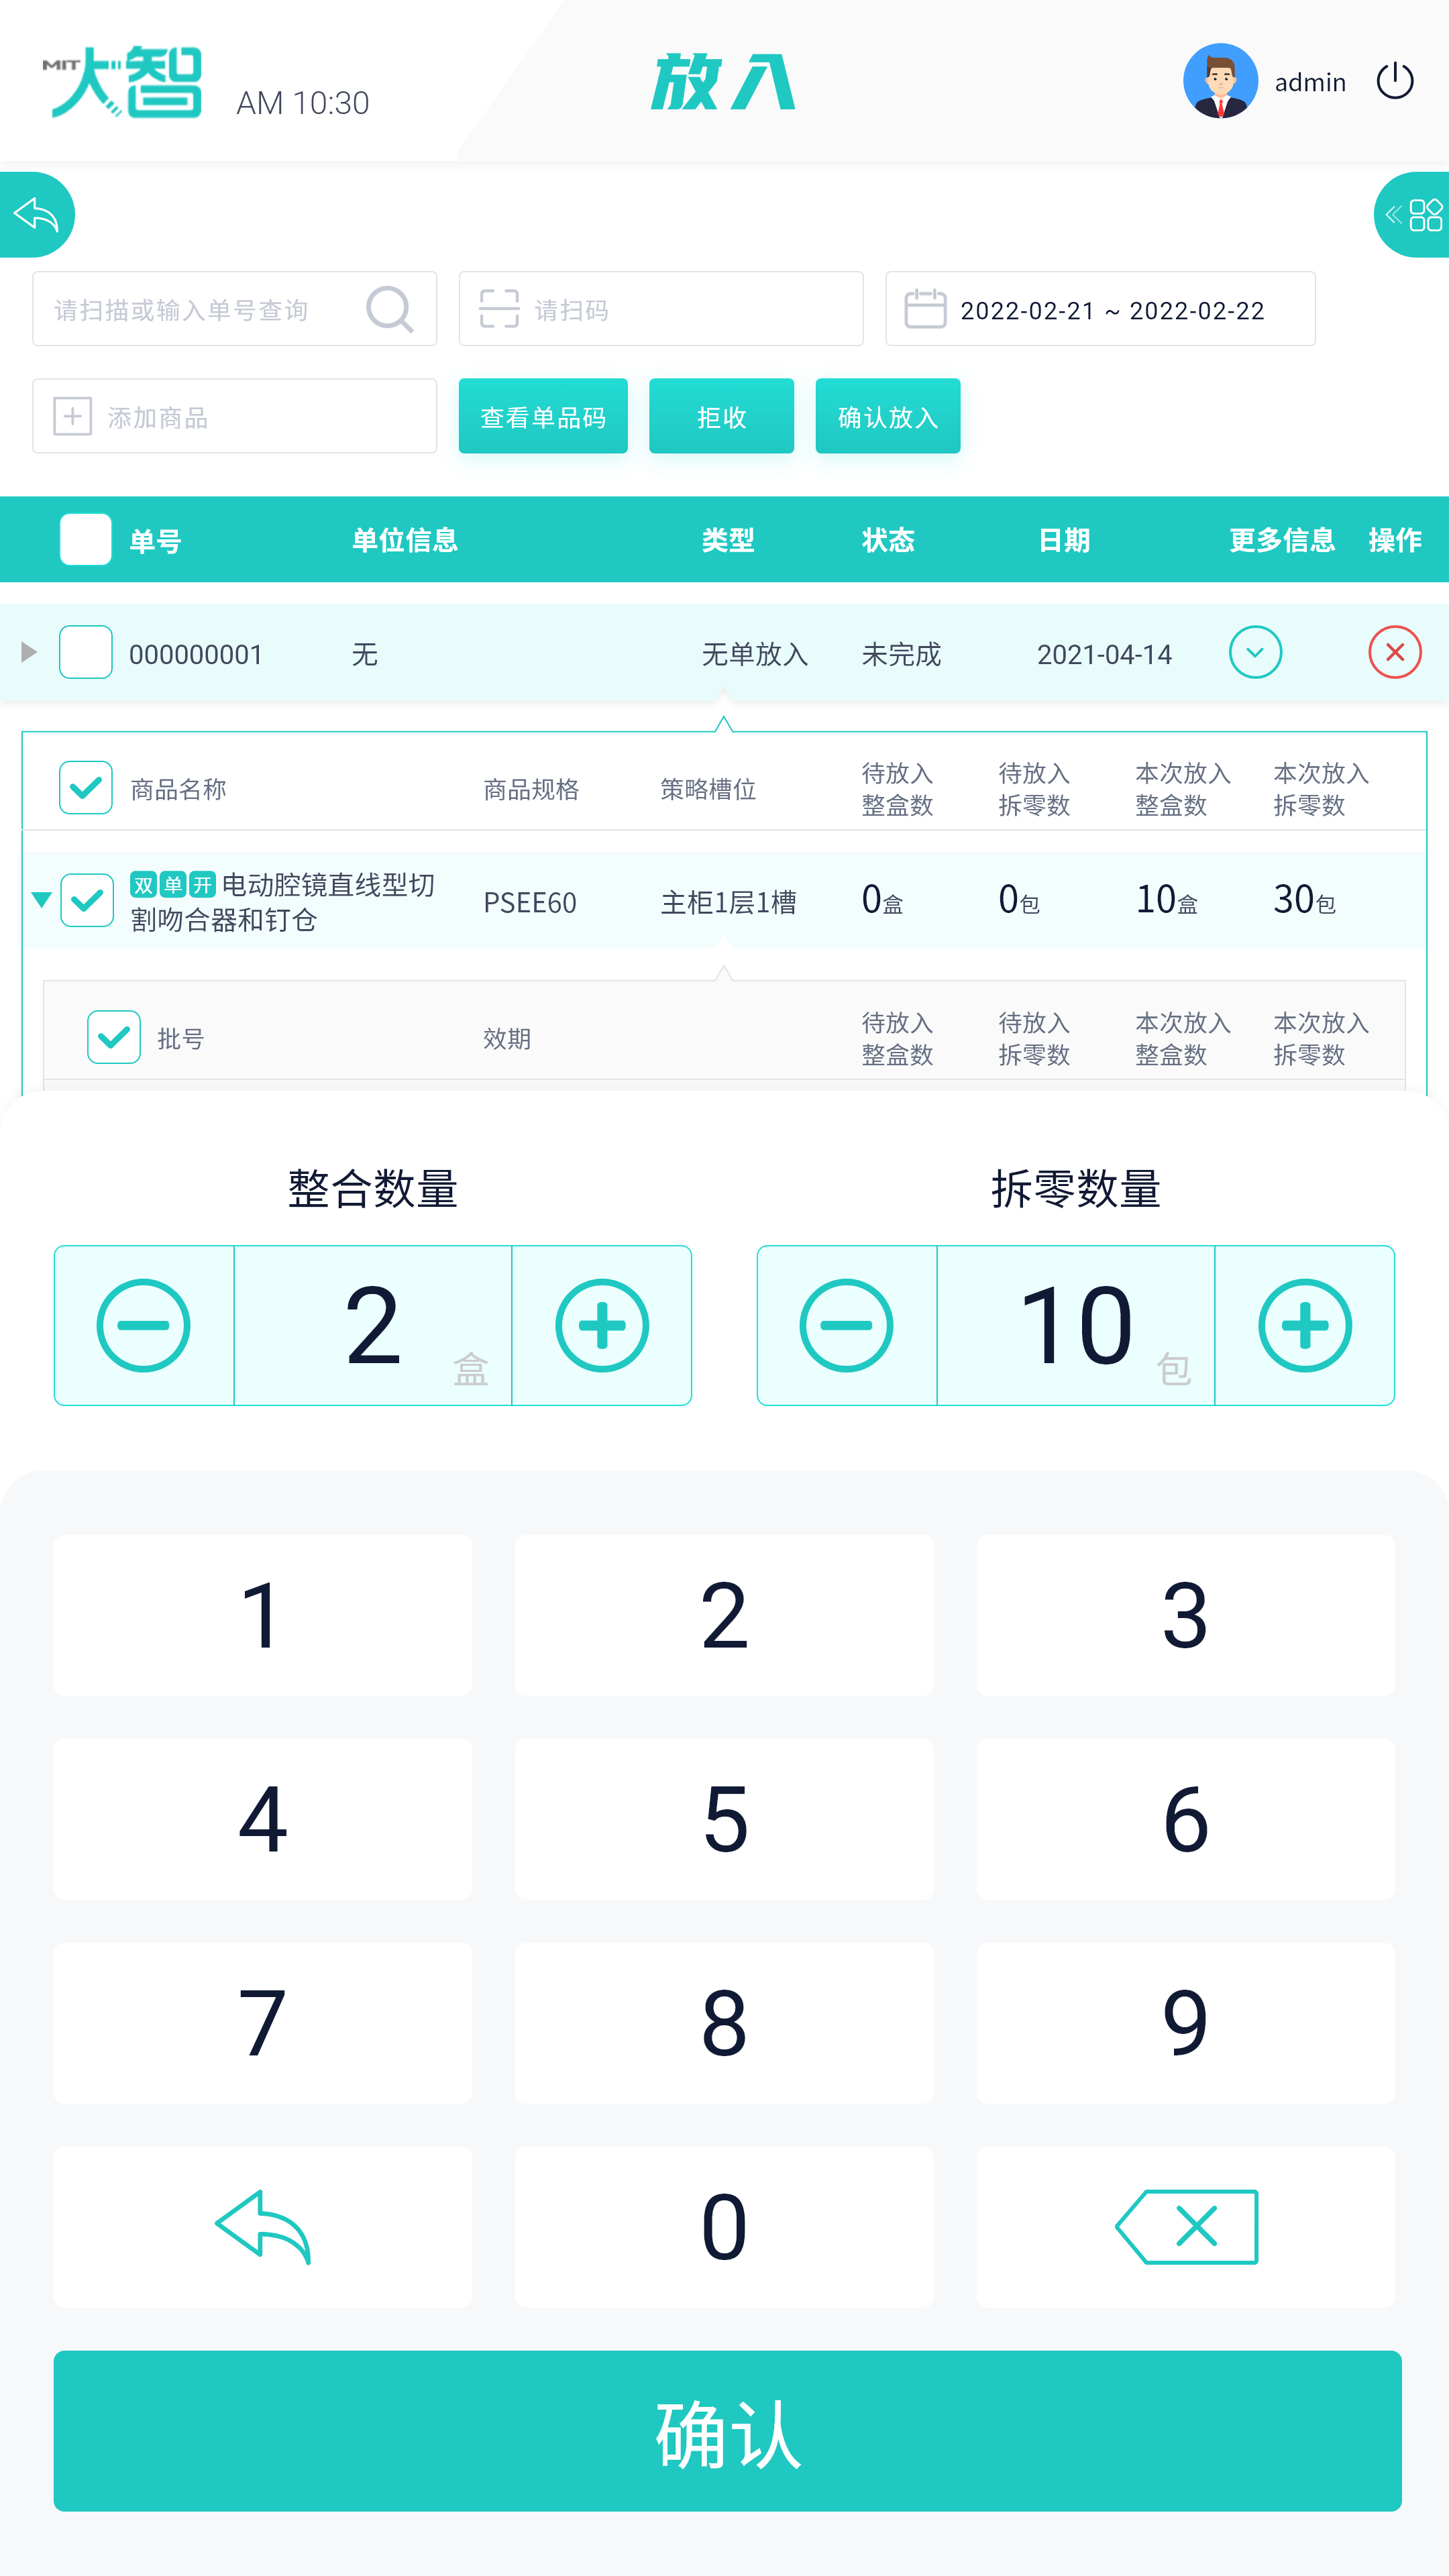 MIT大智
AM 10:30
放入
admin
请扫描或输入单号查询
请扫码
2022-02-21 ~ 2022-02-22
添加商品
查看单品码
拒收
确认放入
单号 单位信息 类型 状态 日期 更多信息 操作
000000001 无 无单放入 未完成 2021-04-14
商品名称 商品规格 策略槽位
待放入 待放入 本次放入 本次放入
整盒数 拆零数 整盒数 拆零数
双 单 开 电动腔镜直线型切
割吻合器和钉仓
PSEE60 主柜1层1槽 0盒 0包 10盒 30包
批号 效期
待放入 待放入 本次放入 本次放入
整盒数 拆零数 整盒数 拆零数
整合数量 拆零数量
2 盒 10 包
1 2 3
4 5 6
7 8 9
0
确认